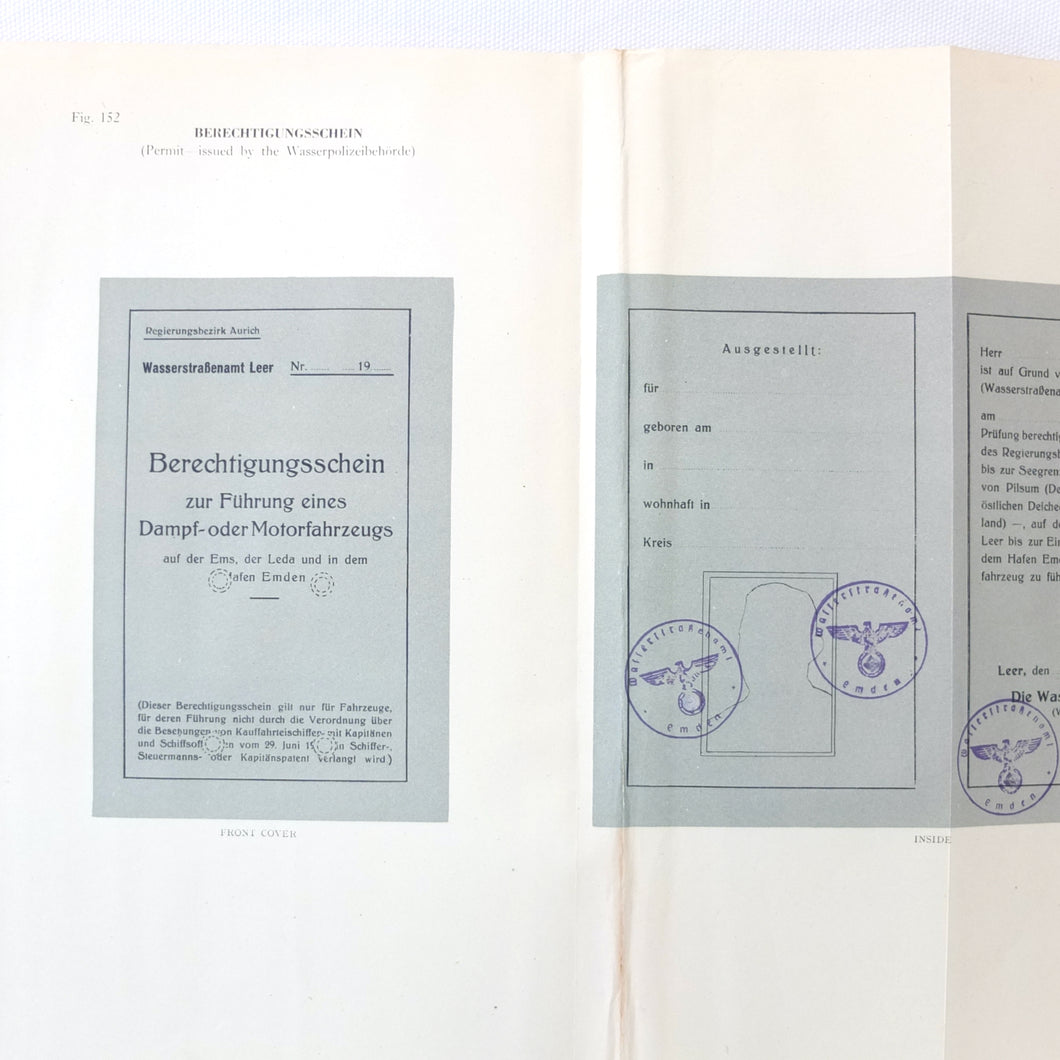 Fig. 152
BERECHTIGUNGSSCHEIN
(Permit— issued by the Wasserpolizeibehörde)
Regierungsbezirk Aurich
Wasserstraßenamt Leer Nr. ........ .... 19 ......
Berechtigungsschein
zur Führung eines
Dampf- oder Motorfahrzeugs
auf der Ems, der Leda und in dem
Hafen Emden
(Dieser Berechtigungsschein gilt nur für Fahrzeuge,
für deren Führung nicht durch die Verordnung über
die Besetzungen von Kauffahrteischiffen mit Kapitänen
und vom 29. Juni Schiffer-,
Steuermanns- oder Kapitänspatent verlangt wird.)
FRONT COVER
Ausgestellt:
für
geboren am
in
wohnhaft in
Kreis
Wasserstraßenamt
Emden
Wasserstraßenamt
Emden
INSIDE
Herr
ist auf Grund v
(Wasserstraßena
am
Prüfung berechti
des Regierungsb
bis zur Seegren
von Pilsum (De
östlichen Deiche
land) —, auf de
Leer bis zur Ein
dem Hafen Em
fahrzeug zu füh
Leer, den
Die Was
(W
Wasserstraßenamt
Emden